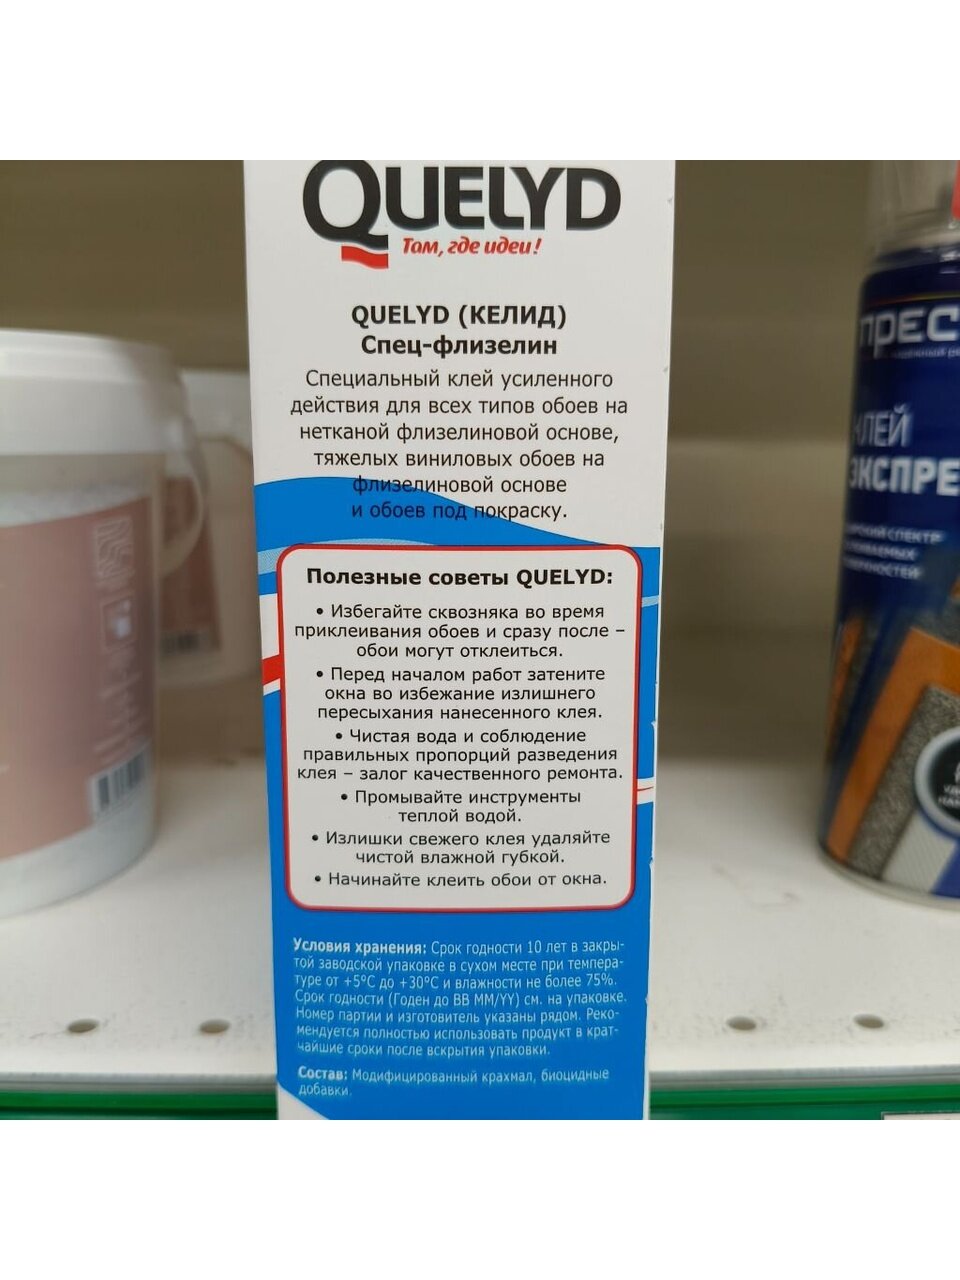 QUELYD
Там, где идеи!
QUELYD (КЕЛИД)
Спец-флизелин
Специальный клей усиленного
действия для всех типов обоев на
нетканой флизелиновой основе,
тяжелых виниловых обоев на
флизелиновой основе
и обоев под покраску.
Полезные советы QUELYD:
• Избегайте сквозняка во время
приклеивания обоев и сразу после –
обои могут отклеиться.
• Перед началом работ затените
окна во избежание излишнего
пересыхания нанесенного клея.
• Чистая вода и соблюдение
правильных пропорций разведения
клея – залог качественного ремонта.
• Промывайте инструменты
теплой водой.
• Излишки свежего клея удаляйте
чистой влажной губкой.
• Начинайте клеить обои от окна.
Условия хранения: Срок годности 10 лет в закры-
той заводской упаковке в сухом месте при темпера-
туре от +5°C до +30°C и влажности не более 75%.
Срок годности (Годен до ВВ ММ/YY) см. на упаковке.
Номер партии и изготовитель указаны рядом. Реко-
мендуется полностью использовать продукт в крат-
чайшие сроки после вскрытия упаковки.
Состав: Модифицированный крахмал, биоцидные
добавки.
ПРЕС
ЛЕЙ
ЭКСПРЕ